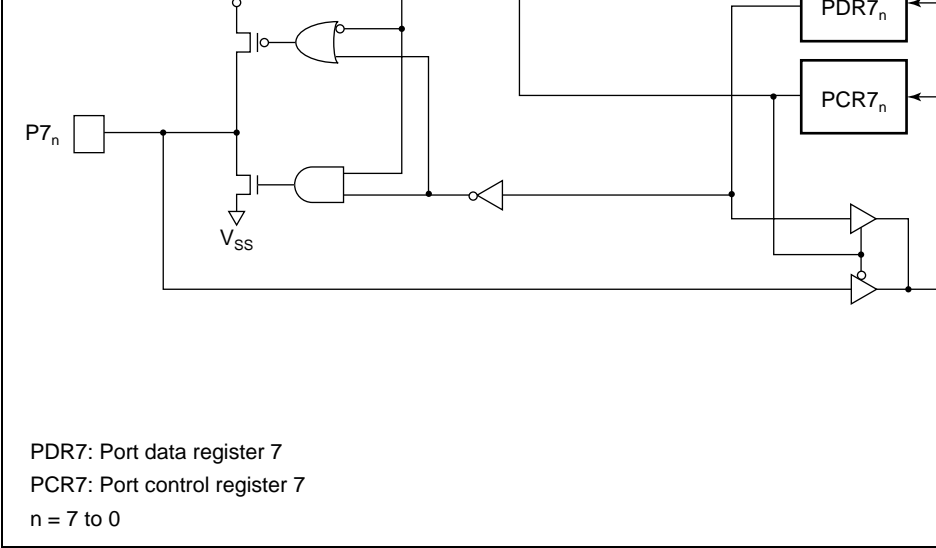 PDR7n
PCR7n
P7n
VSS
PDR7: Port data register 7
PCR7: Port control register 7
n = 7 to 0